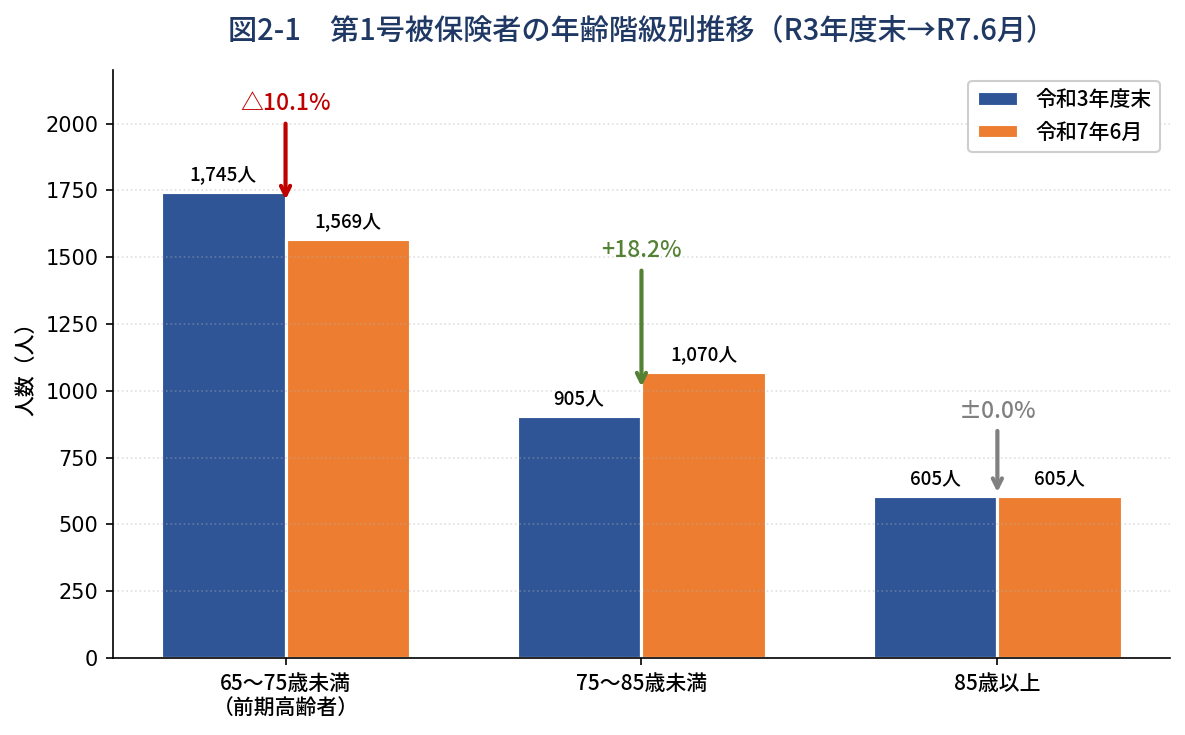 図2-1　第1号被保険者の年齢階級別推移（R3年度末→R7.6月）
令和3年度末
令和7年6月
人数（人）
2000
1750
1500
1250
1000
750
500
250
0
△10.1%
1,745人
1,569人
+18.2%
905人
1,070人
±0.0%
605人
605人
65～75歳未満
（前期高齢者）
75～85歳未満
85歳以上